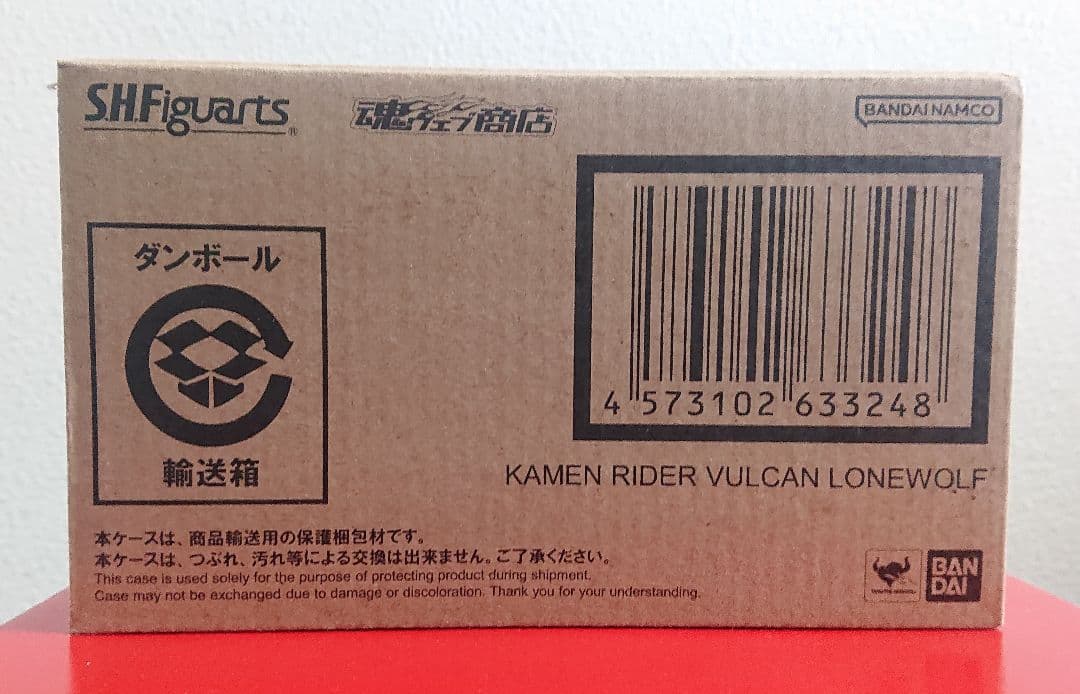 S.H.Figuarts®
魂ウェブ商店
BANDAI NAMCO
ダンボール
輸送箱
4 573102 633248
KAMEN RIDER VULCAN LONEWOLF
本ケースは、商品輸送用の保護梱包材です。
本ケースは、つぶれ、汚れ等による交換は出来ません。ご了承ください。
This case is used solely for the purpose of protecting product during shipment.
Case may not be exchanged due to damage or discoloration. Thank you for your understanding.
BAN
DAI